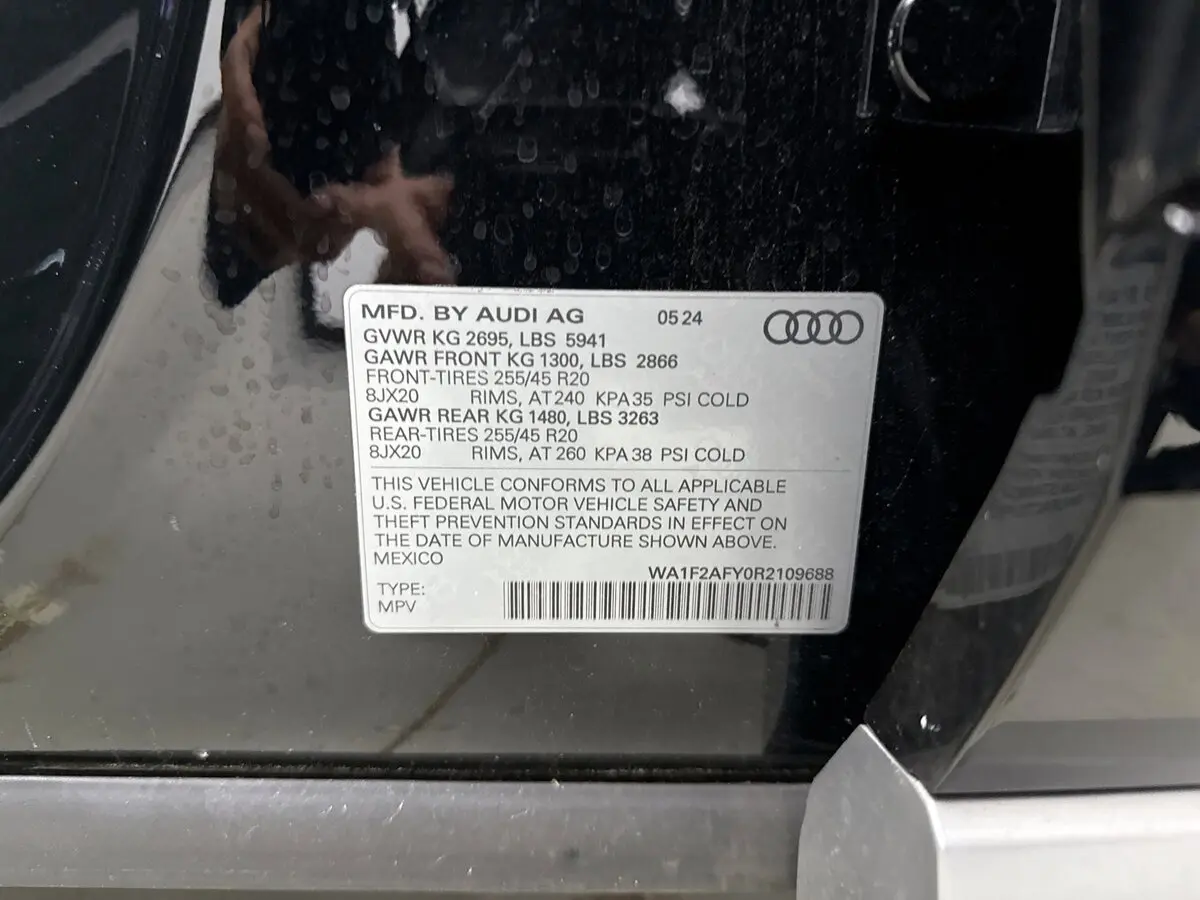 MFD. BY AUDI AG 05 24
GVWR KG 2695, LBS 5941
GAWR FRONT KG 1300, LBS 2866
FRONT-TIRES 255/45 R20
8JX20 RIMS, AT 240 KPA 35 PSI COLD
GAWR REAR KG 1480, LBS 3263
REAR-TIRES 255/45 R20
8JX20 RIMS, AT 260 KPA 38 PSI COLD
THIS VEHICLE CONFORMS TO ALL APPLICABLE
U.S. FEDERAL MOTOR VEHICLE SAFETY AND
THEFT PREVENTION STANDARDS IN EFFECT ON
THE DATE OF MANUFACTURE SHOWN ABOVE.
MEXICO
WA1F2AFY0R2109688
TYPE:
MPV